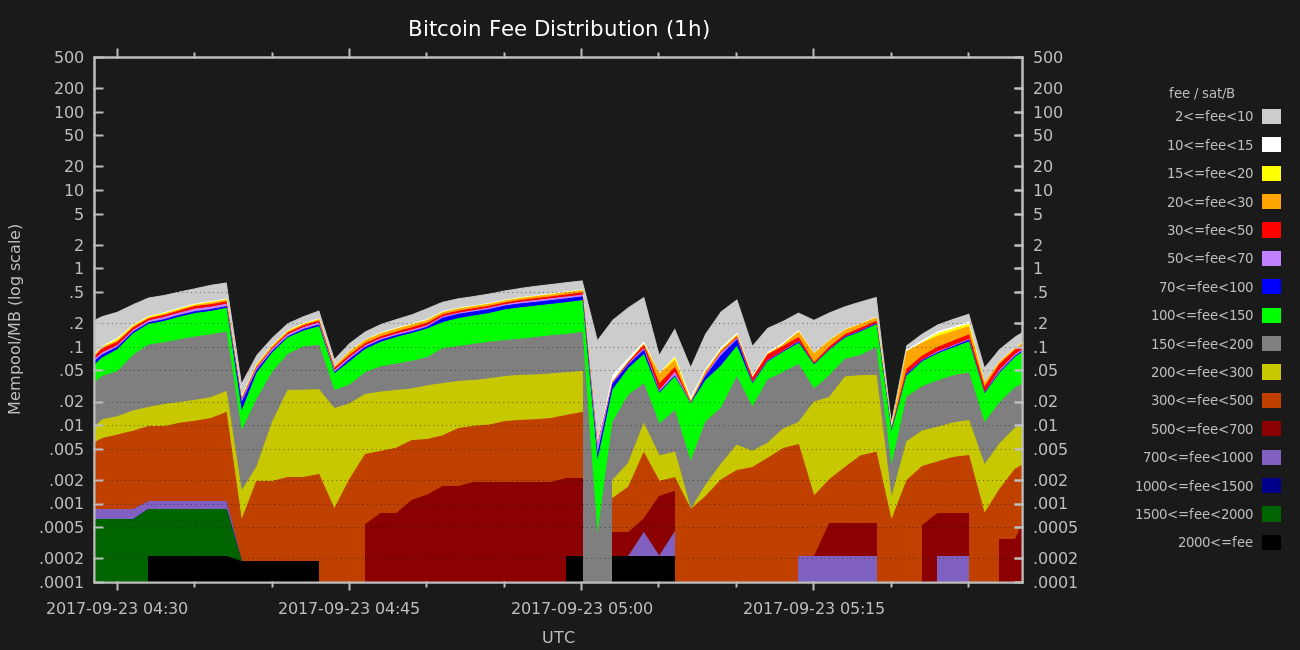 Bitcoin Fee Distribution (1h)
500
200
100
50
20
10
5
2
1
.5
.2
.1
.05
.02
.01
.005
.002
.001
.0005
.0002
.0001
Mempool/MB (log scale)
500
200
100
50
20
10
5
2
1
.5
.2
.1
.05
.02
.01
.005
.002
.001
.0005
.0002
.0001
2017-09-23 04:30
2017-09-23 04:45
2017-09-23 05:00
2017-09-23 05:15
UTC
fee / sat/B
2<=fee<10
10<=fee<15
15<=fee<20
20<=fee<30
30<=fee<50
50<=fee<70
70<=fee<100
100<=fee<150
150<=fee<200
200<=fee<300
300<=fee<500
500<=fee<700
700<=fee<1000
1000<=fee<1500
1500<=fee<2000
2000<=fee